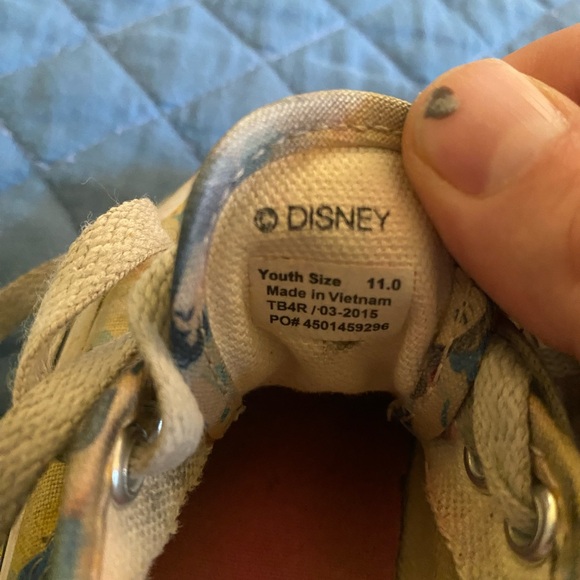 © DISNEY
Youth Size 11.0
Made in Vietnam
TB4R / 03-2015
PO# 4501459296